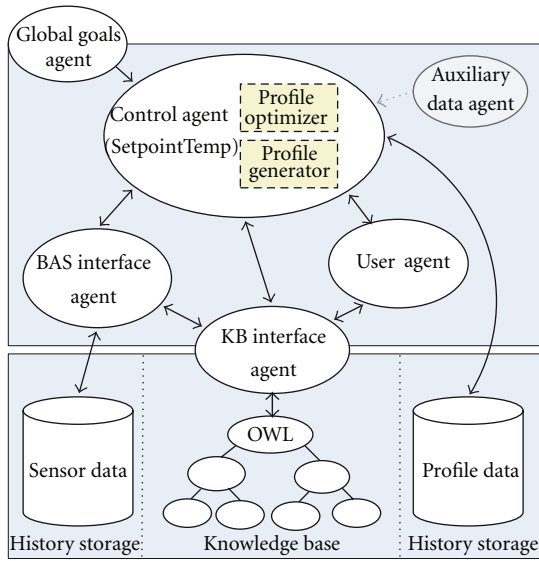 Global goals
agent
Auxiliary
data agent
Control agent
(SetpointTemp)
Profile
optimizer
Profile
generator
BAS interface
agent
User agent
KB interface
agent
OWL
Sensor data
Profile data
History storage
Knowledge base
History storage